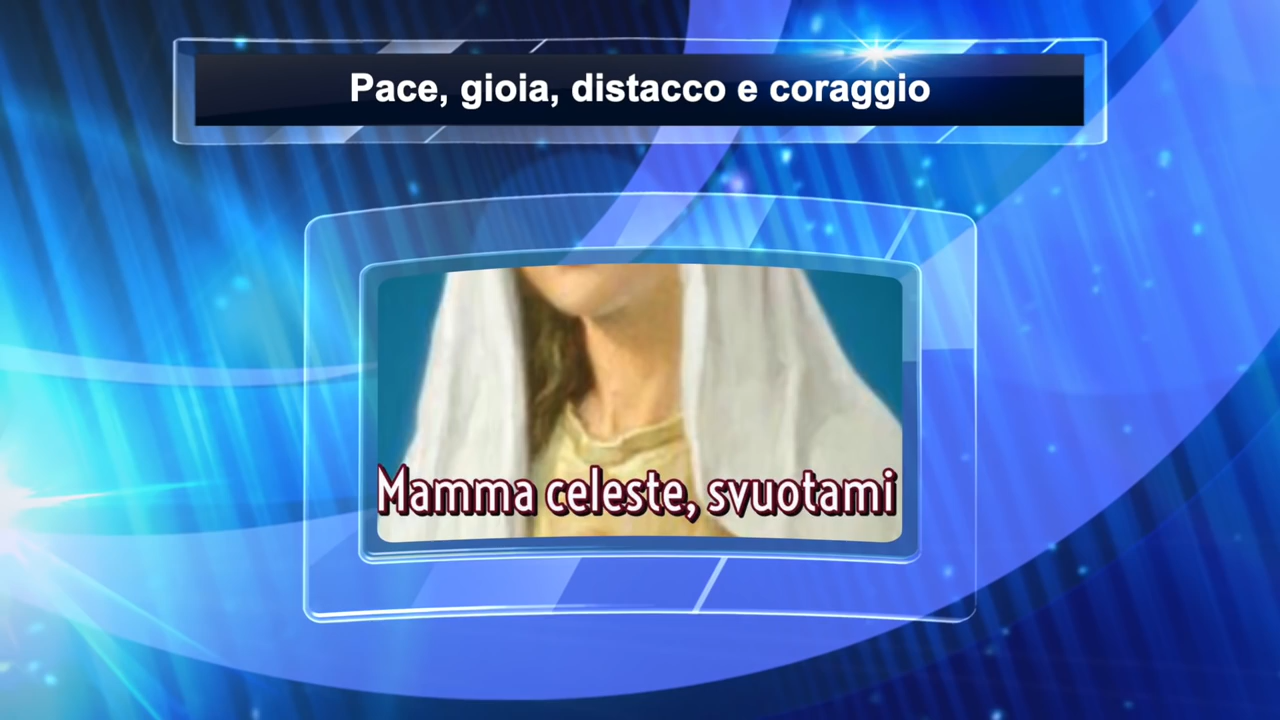 Pace, gioia, distacco e coraggio
Mamma celeste, svuotami